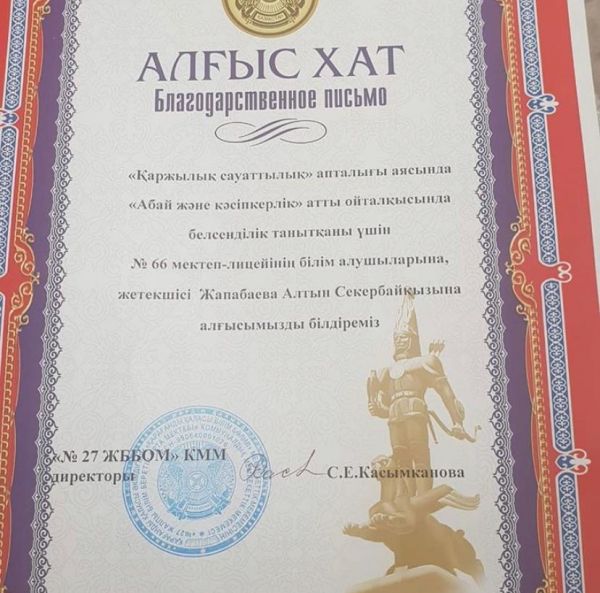 АЛҒЫС ХАТ
Благодарственное письмо
«Қаржылық сауаттылық» апталығы аясында
«Абай және кәсіпкерлік» атты ойталқысында
белсенділік танытқаны үшін
№ 66 мектеп-лицейінің білім алушыларына,
жетекшісі Жапабаева Алтын Секербайқызына
алғысымызды білдіреміз
«№ 27 ЖББОМ» КММ
директоры С.Е.Касымканова